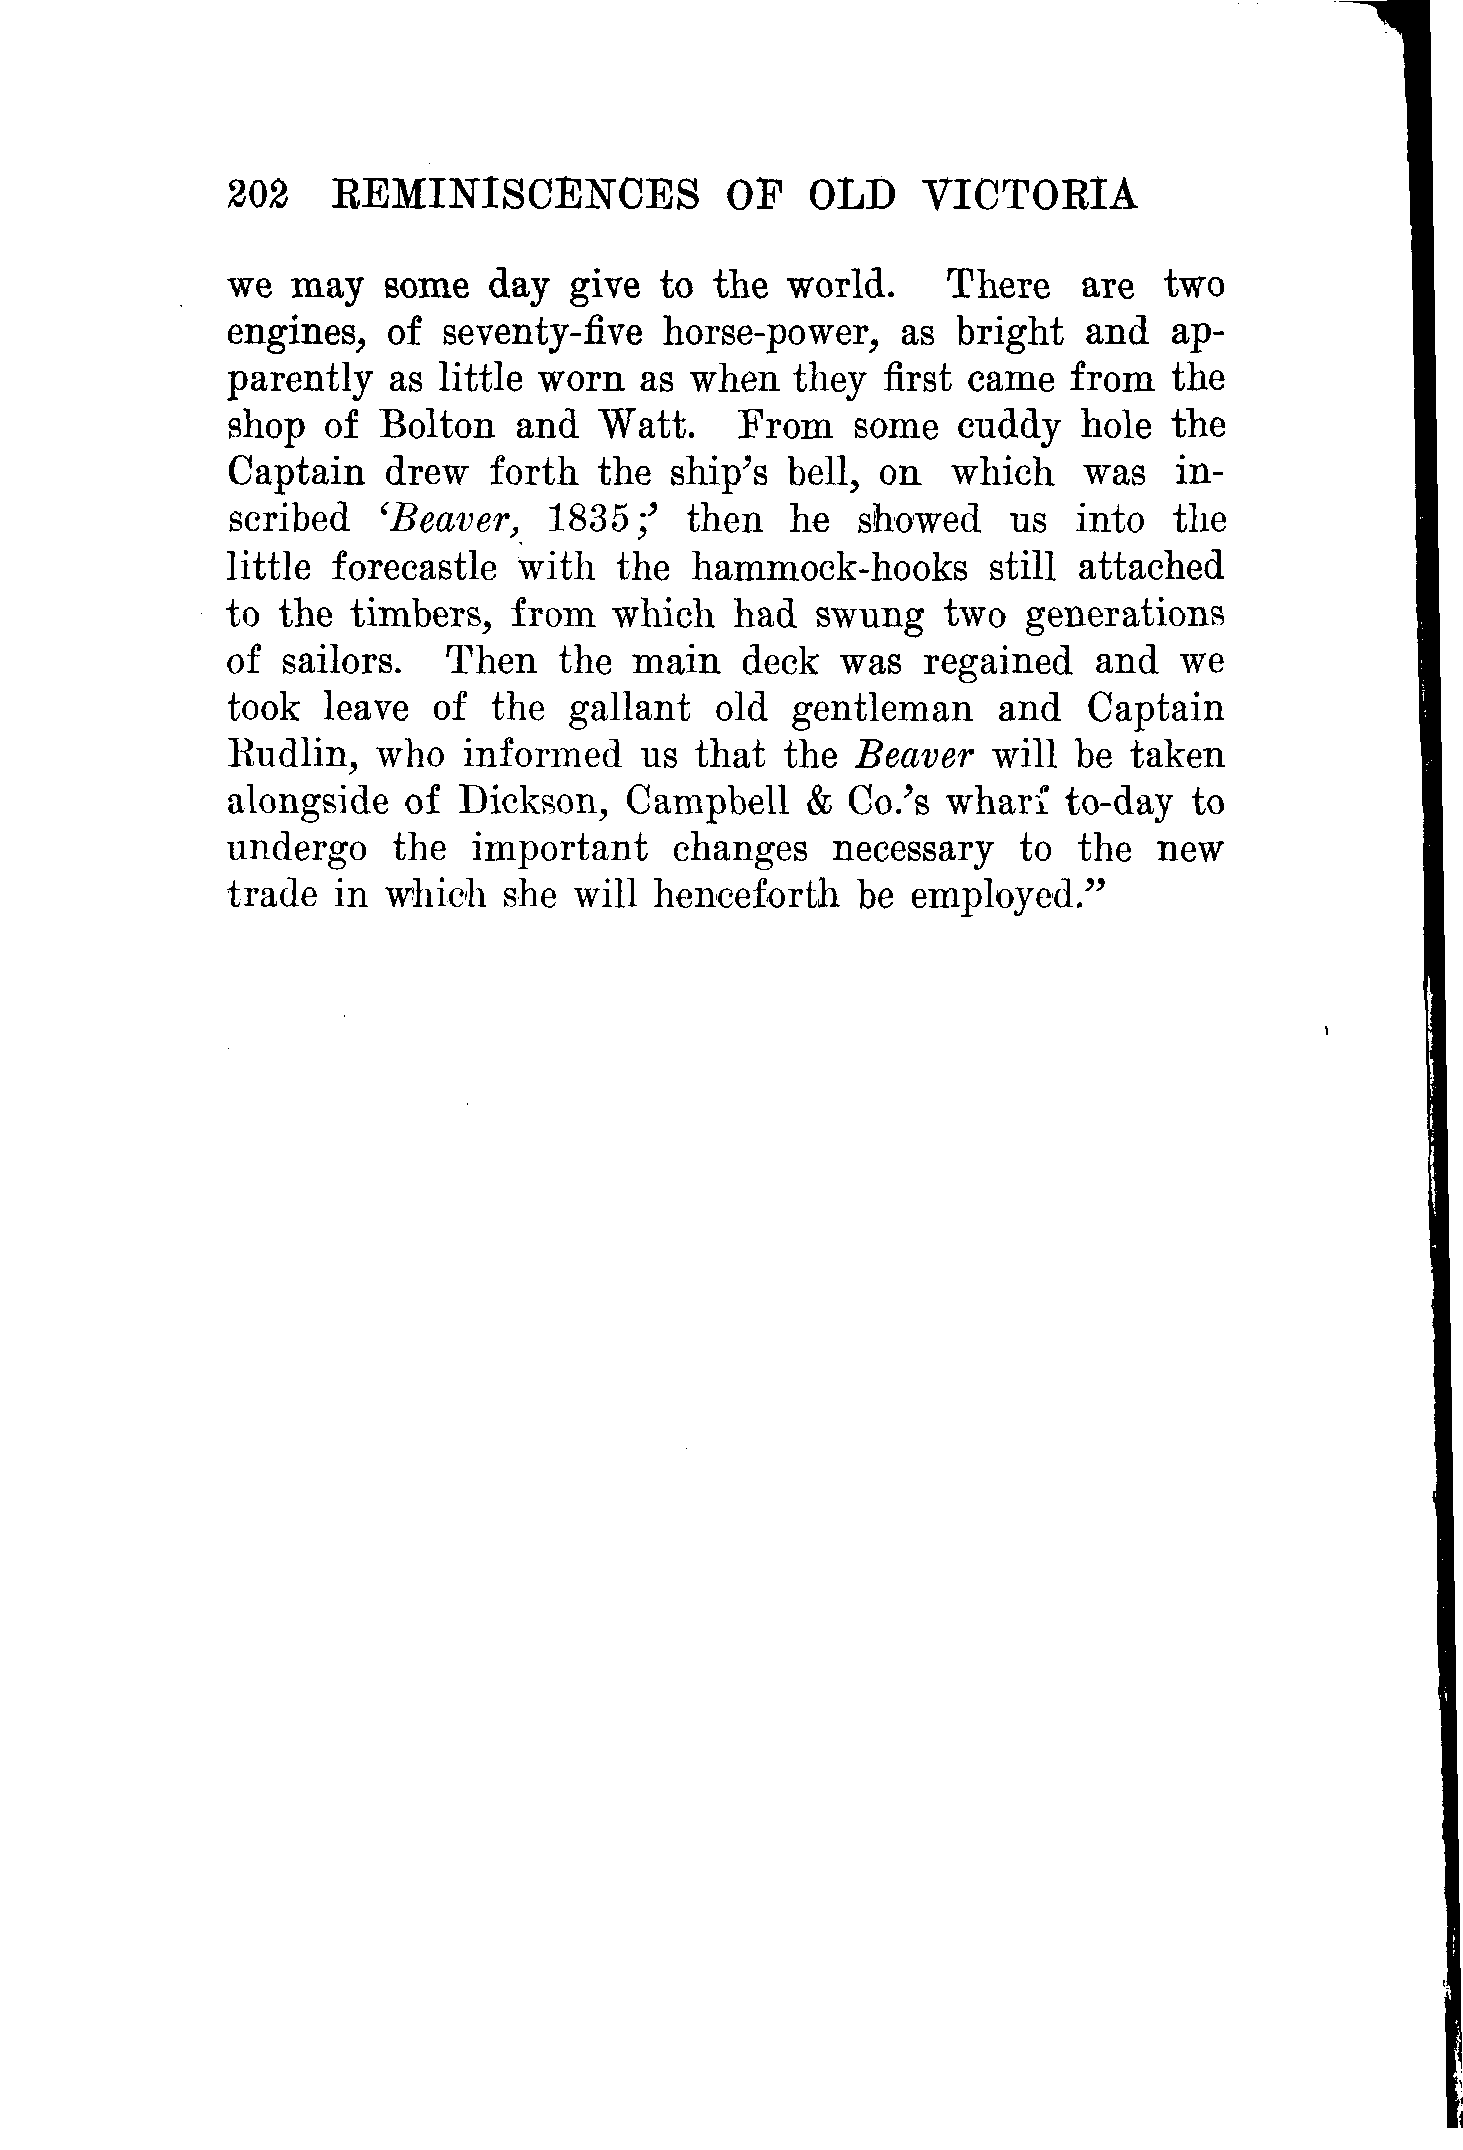 202 REMINISCENCES OF OLD VICTORIA
we may some day give to the world. There are two
engines, of seventy-five horse-power, as bright and ap-
parently as little worn as when they first came from the
shop of Bolton and Watt. From some cuddy hole the
Captain drew forth the ship's bell, on which was in-
scribed 'Beaver, 1835;' then he showed us into the
little forecastle with the hammock-hooks still attached
to the timbers, from which had swung two generations
of sailors. Then the main deck was regained and we
took leave of the gallant old gentleman and Captain
Rudlin, who informed us that the Beaver will be taken
alongside of Dickson, Campbell & Co.'s wharf to-day to
undergo the important changes necessary to the new
trade in which she will henceforth be employed."